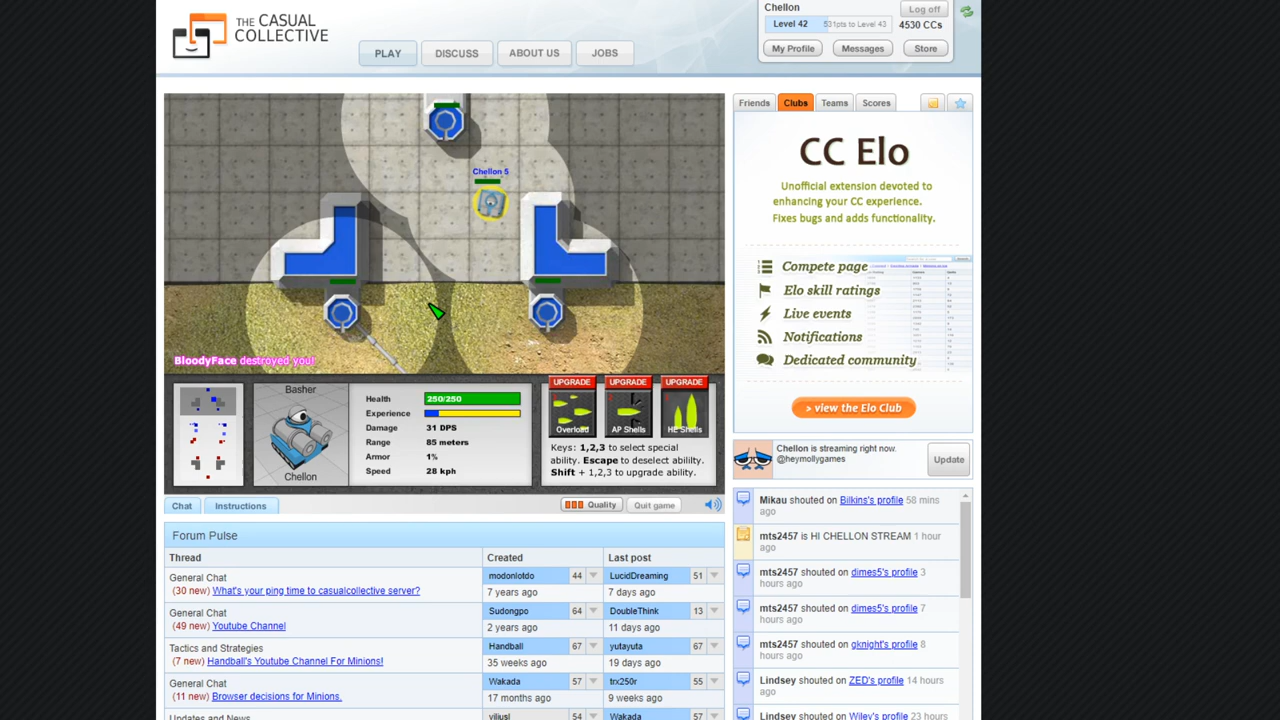 THE CASUAL
COLLECTIVE
PLAY
DISCUSS
ABOUT US
JOBS
Chellon
Log off
Level 42
531pts to Level 43
4530 CCs
My Profile
Messages
Store
Chellon 5
BloodyFace destroyed you!
Basher
Chellon
Health 250/250
Experience
Damage 31 DPS
Range 85 meters
Armor 1%
Speed 28 kph
UPGRADE UPGRADE UPGRADE
Overload AP Shells HE Shells
Keys: 1,2,3 to select special
ability. Escape to deselect ability.
Shift + 1,2,3 to upgrade ability.
Chat
Instructions
Quality
Quit game
Forum Pulse
Thread Created Last post
General Chat modonlotdo 44 LucidDreaming 51
(30 new) What's your ping time to casualcollective server? 7 years ago 7 days ago
General Chat Sudongpo 64 DoubleThink 13
(49 new) Youtube Channel 2 years ago 11 days ago
Tactics and Strategies Handball 67 yutayuta 67
(7 new) Handball's Youtube Channel For Minions! 35 weeks ago 19 days ago
General Chat Wakada 57 trx250r 55
(11 new) Browser decisions for Minions. 17 months ago 9 weeks ago
Updates and News viliusl 54 Wakada 57
Friends Clubs Teams Scores
CC Elo
Unofficial extension devoted to
enhancing your CC experience.
Fixes bugs and adds functionality.
Compete page
Elo skill ratings
Live events
Notifications
Dedicated community
> view the Elo Club
Chellon is streaming right now.
@heymollygames
Update
Mikau shouted on Bilkins's profile 58 mins
ago
mts2457 is HI CHELLON STREAM 1 hour
ago
mts2457 shouted on dimes5's profile 3
hours ago
mts2457 shouted on dimes5's profile 7
hours ago
mts2457 shouted on gknight's profile 8
hours ago
Lindsey shouted on ZED's profile 14 hours
ago
Lindsey shouted on Wiley's profile 23 hours